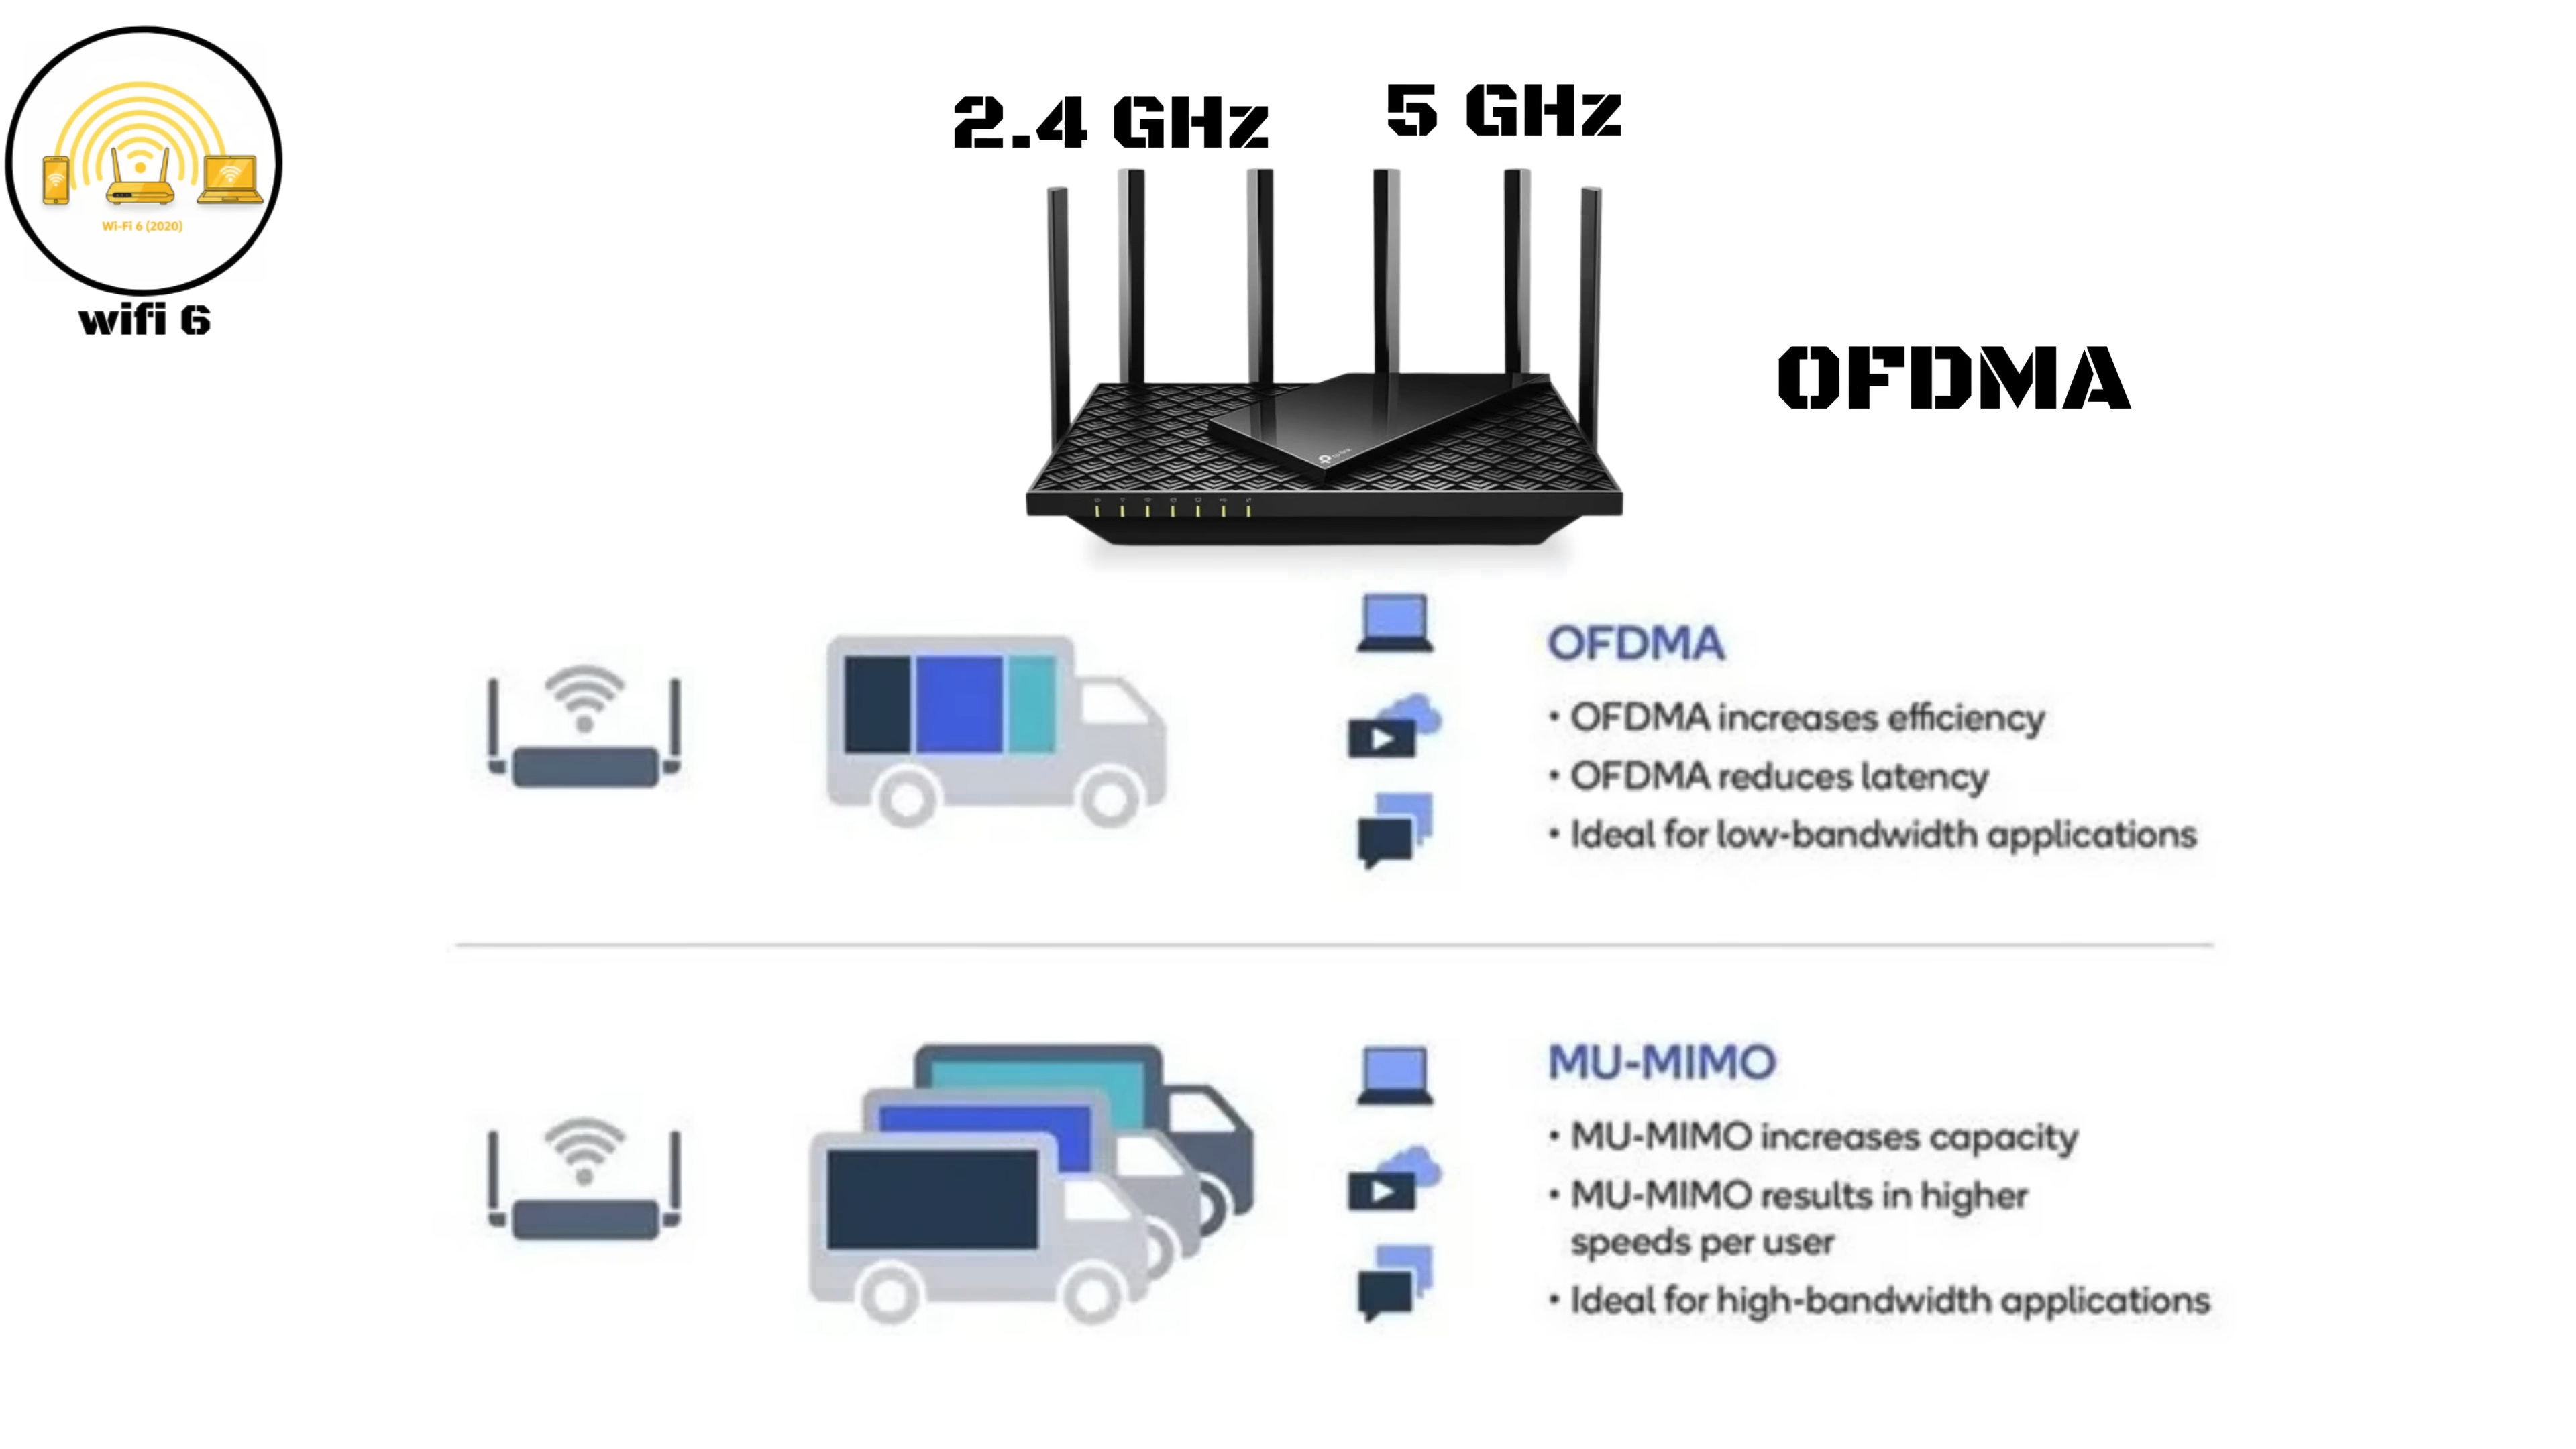 Wi-Fi 6 (2020)
wifi 6
2.4 GHz
5 GHz
OFDMA
OFDMA
• OFDMA increases efficiency
• OFDMA reduces latency
• Ideal for low-bandwidth applications
MU-MIMO
• MU-MIMO increases capacity
• MU-MIMO results in higher
speeds per user
• Ideal for high-bandwidth applications